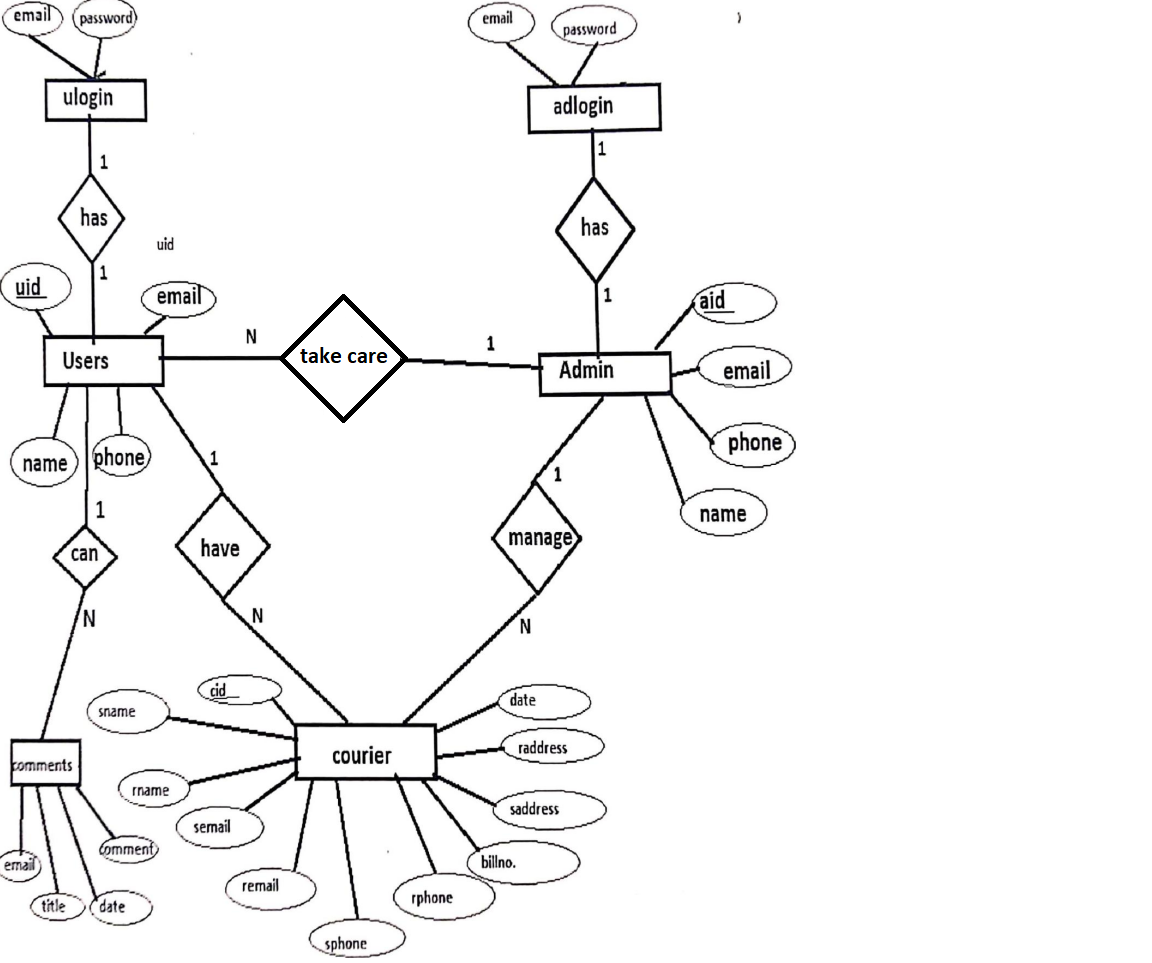 email
password
email
password
)
ulogin
adlogin
1
1
has
has
uid
1
1
uid
email
aid
Users
N
take care
1
Admin
email
name
phone
1
phone
1
name
1
can
have
manage
N
N
N
cid
date
sname
raddress
comments
courier
rname
saddress
semail
comment
email
billno.
title
date
remail
rphone
sphone